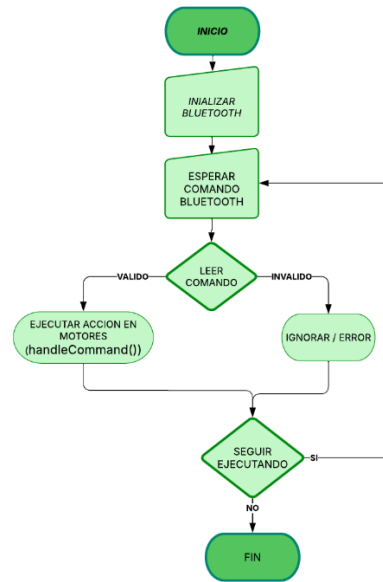 INICIO
INIALIZAR
BLUETOOTH
ESPERAR
COMANDO
BLUETOOTH
LEER
COMANDO
VALIDO
INVALIDO
EJECUTAR ACCION EN
MOTORES
(handleCommand())
IGNORAR / ERROR
SEGUIR
EJECUTANDO
SI
NO
FIN